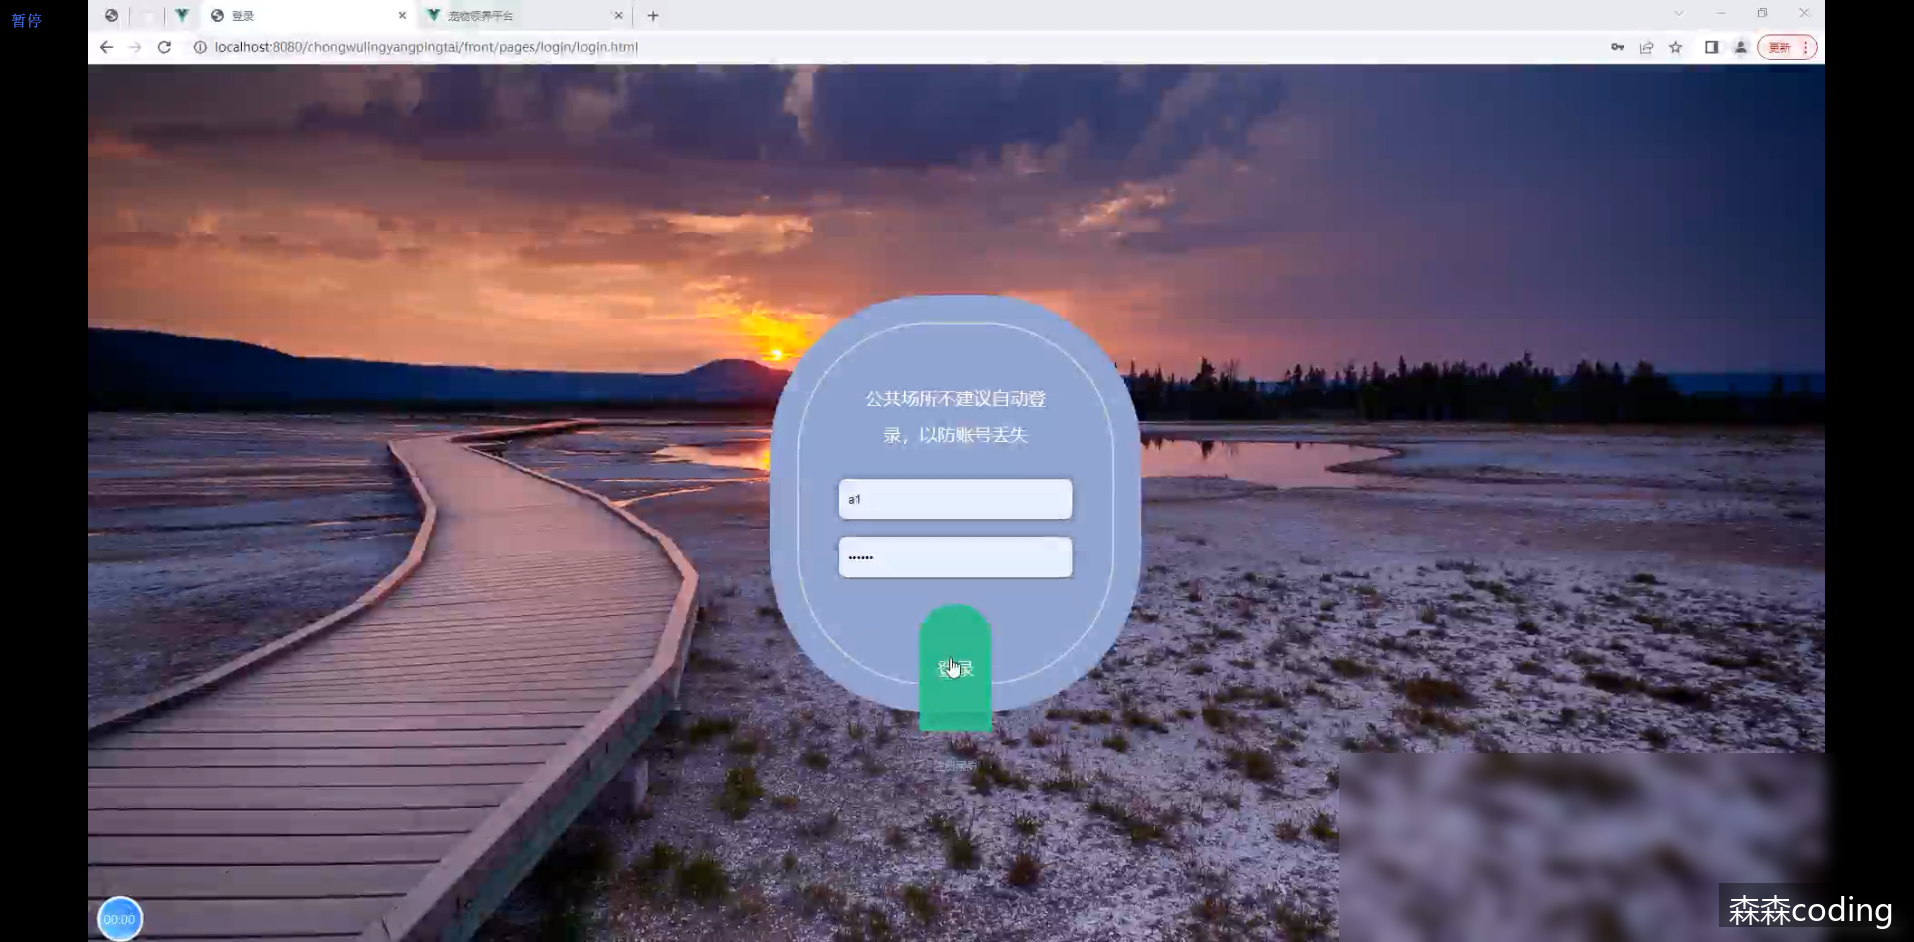 暂停
登录
宠物领养平台
localhost:8080/chongwulingyangpingtai/front/pages/login/login.html
更新
公共场所不建议自动登
录，以防账号丢失
a1
••••••
登录
00:00
森森coding